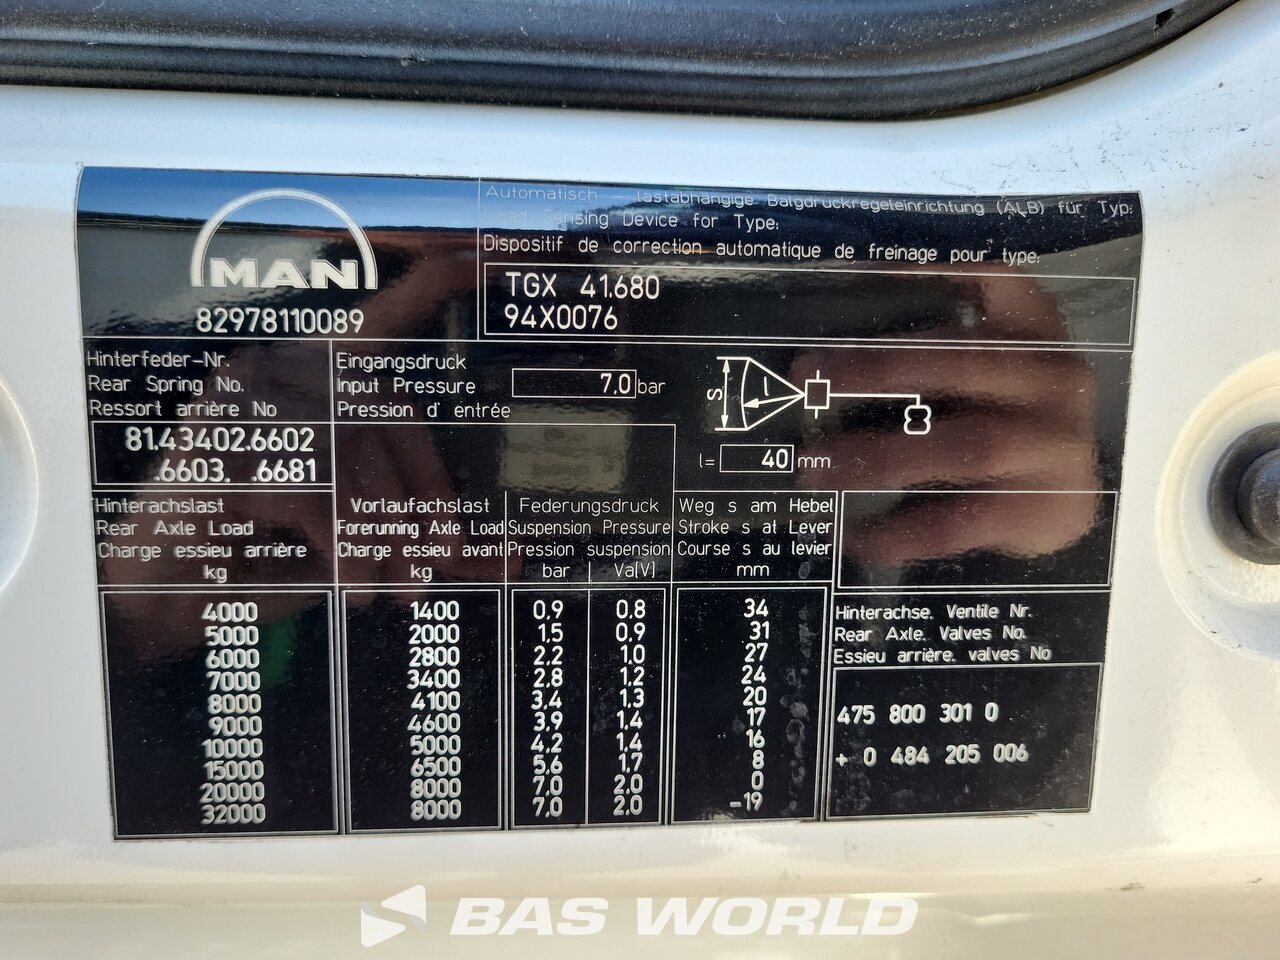 Automatisch - lastabhängige Balgdruckregeleinrichtung (ALB) für Typ:
Load Sensing Device for Type:
Dispositif de correction automatique de freinage pour type:
MAN
82978110089
TGX 41.680
94X0076
Hinterfeder-Nr.
Rear Spring No.
Ressort arrière No
81.43402.6602
.6603. .6681
Eingangsdruck
Input Pressure
Pression d' entrée
7,0 bar
S
l
l= 40 mm
Hinterachslast
Rear Axle Load
Charge essieu arrière
kg
Vorlaufachslast
Forerunning Axle Load
Charge essieu avant
kg
Federungsdruck
Suspension Pressure
Pression suspension
bar Va(V)
Weg s am Hebel
Stroke s at Lever
Course s au levier
mm
4000 1400 0,9 0,8 34
5000 2000 1,5 0,9 31
6000 2800 2,2 1,0 27
7000 3400 2,8 1,2 24
8000 4100 3,4 1,3 20
9000 4600 3,9 1,4 17
10000 5000 4,2 1,4 16
15000 6500 5,6 1,7 8
20000 8000 7,0 2,0 0
32000 8000 7,0 2,0 -19
Hinterachse. Ventile Nr.
Rear Axle. Valves No.
Essieu arrière. valves No
475 800 301 0
+ 0 484 205 006
BAS WORLD